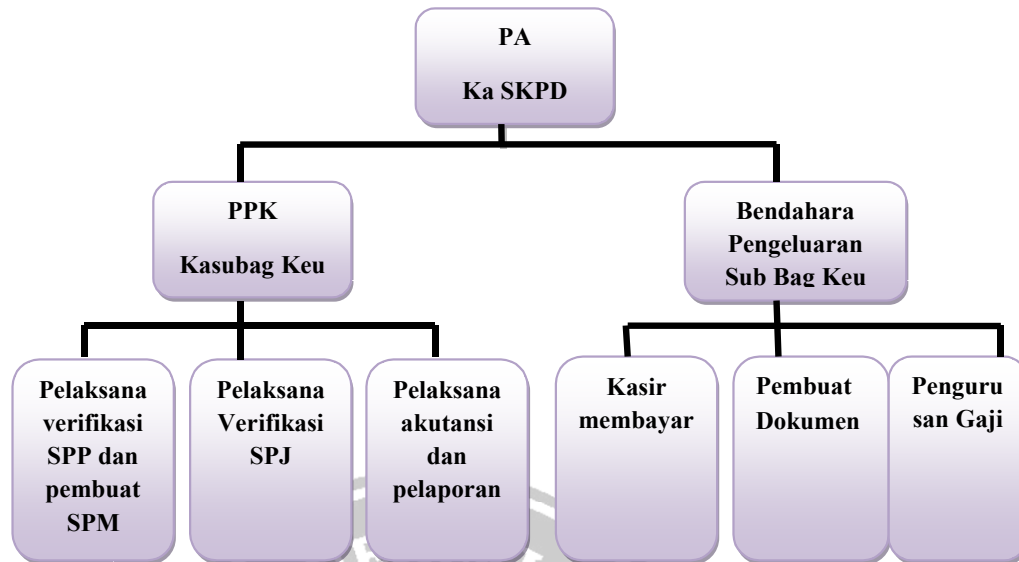 PA
Ka SKPD
PPK
Kasubag Keu
Bendahara
Pengeluaran
Sub Bag Keu
Pelaksana
verifikasi
SPP dan
pembuat
SPM
Pelaksana
Verifikasi
SPJ
Pelaksana
akutansi
dan
pelaporan
Kasir
membayar
Pembuat
Dokumen
Penguru
san Gaji